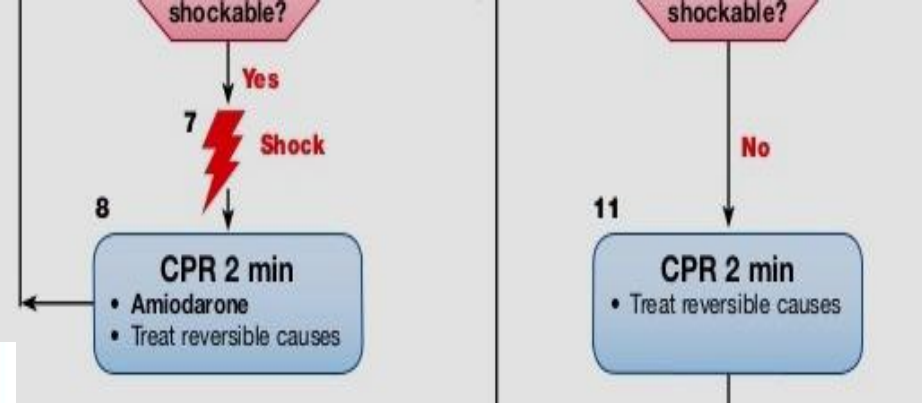 shockable?
Yes
7
Shock
8
CPR 2 min
• Amiodarone
• Treat reversible causes
shockable?
No
11
CPR 2 min
• Treat reversible causes